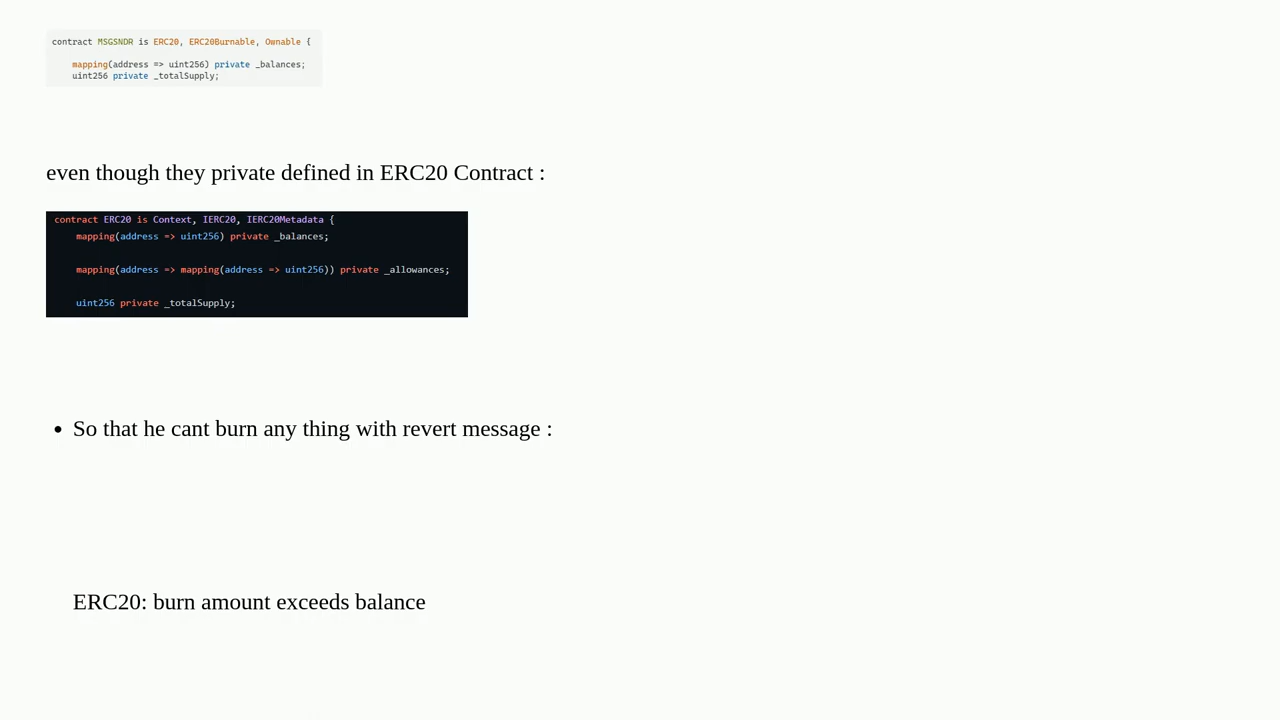 contract MSGSNDR is ERC20, ERC20Burnable, Ownable {
mapping(address => uint256) private _balances;
uint256 private _totalSupply;
even though they private defined in ERC20 Contract :
contract ERC20 is Context, IERC20, IERC20Metadata {
mapping(address => uint256) private _balances;
mapping(address => mapping(address => uint256)) private _allowances;
uint256 private _totalSupply;
• So that he cant burn any thing with revert message :
ERC20: burn amount exceeds balance